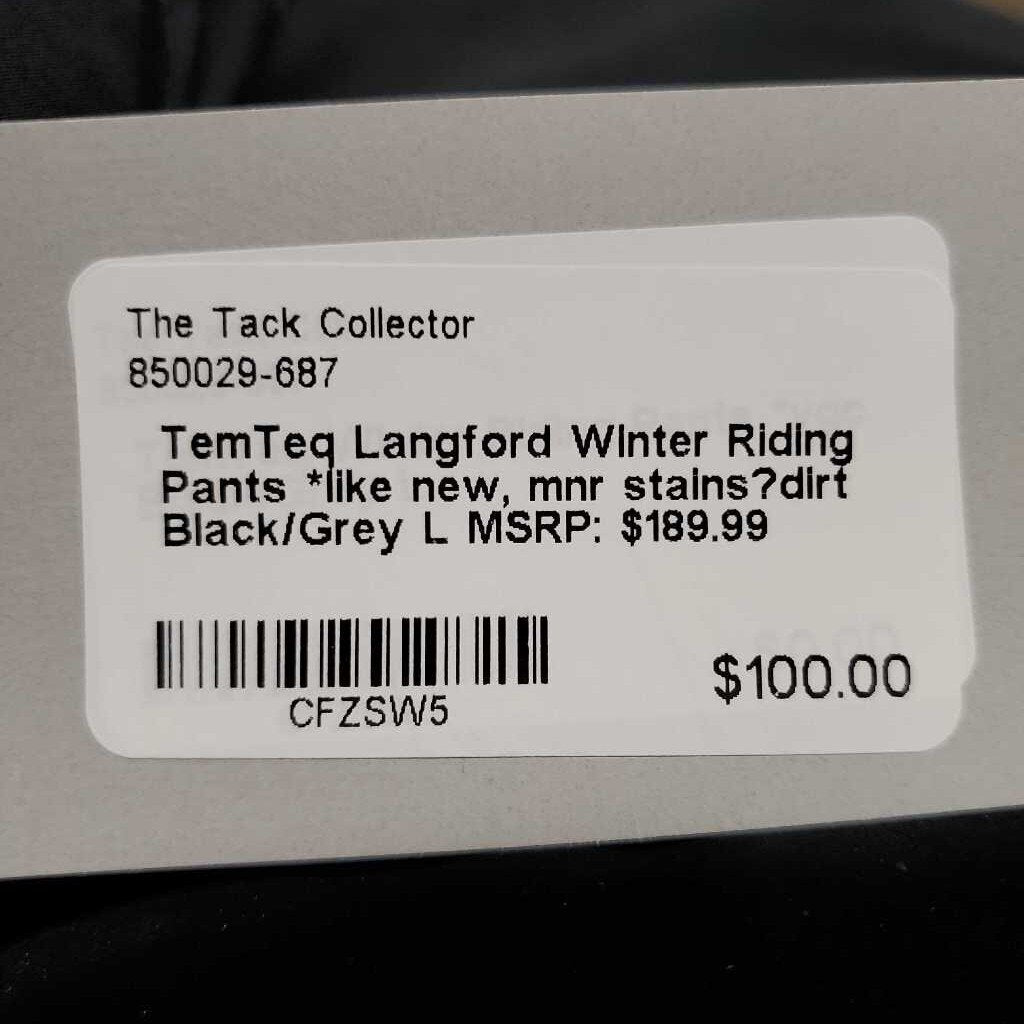 The Tack Collector
850029-687
TemTeq Langford Winter Riding
Pants *like new, mnr stains?dirt
Black/Grey L MSRP: $189.99
CFZSW5
$100.00